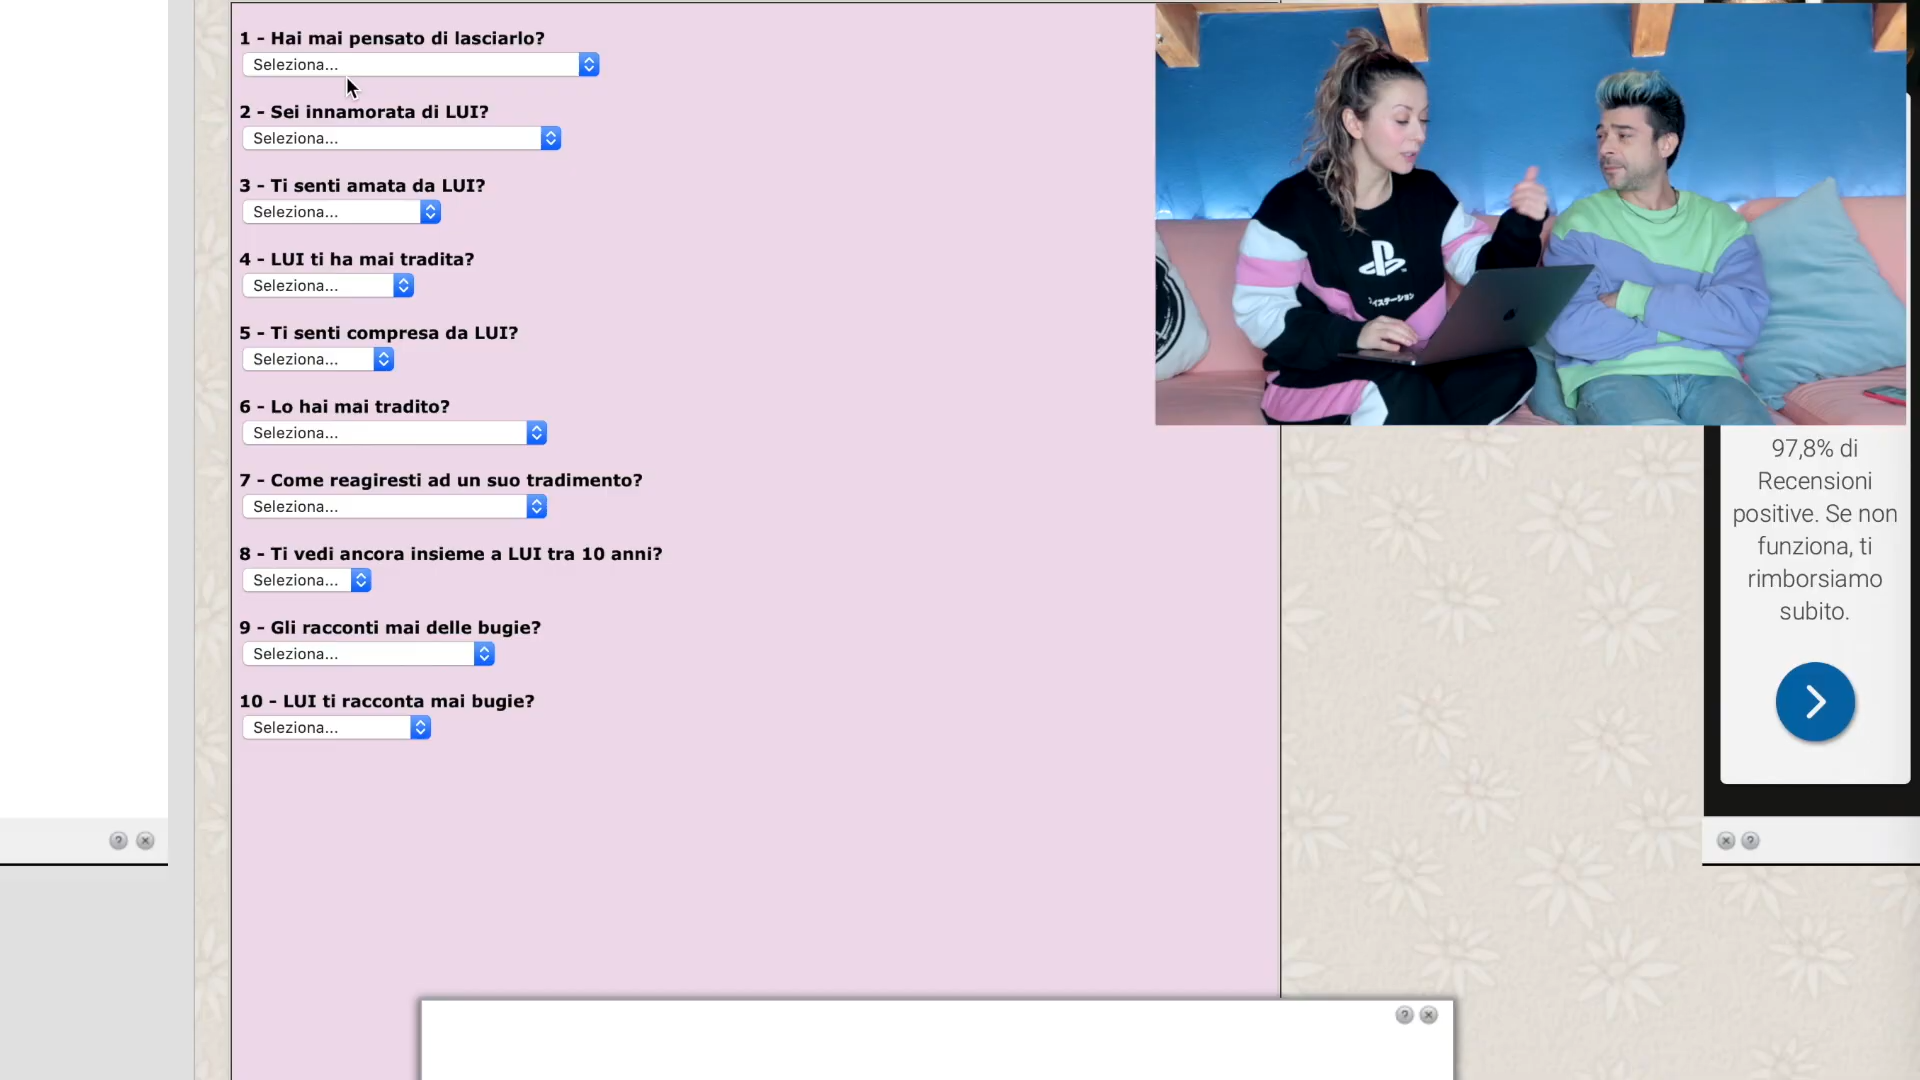 1 - Hai mai pensato di lasciarlo?
Seleziona...
2 - Sei innamorata di LUI?
Seleziona...
3 - Ti senti amata da LUI?
Seleziona...
4 - LUI ti ha mai tradita?
Seleziona...
5 - Ti senti compresa da LUI?
Seleziona...
6 - Lo hai mai tradito?
Seleziona...
7 - Come reagiresti ad un suo tradimento?
Seleziona...
8 - Ti vedi ancora insieme a LUI tra 10 anni?
Seleziona...
9 - Gli racconti mai delle bugie?
Seleziona...
10 - LUI ti racconta mai bugie?
Seleziona...
97,8% di
Recensioni
positive. Se non
funziona, ti
rimborsiamo
subito.